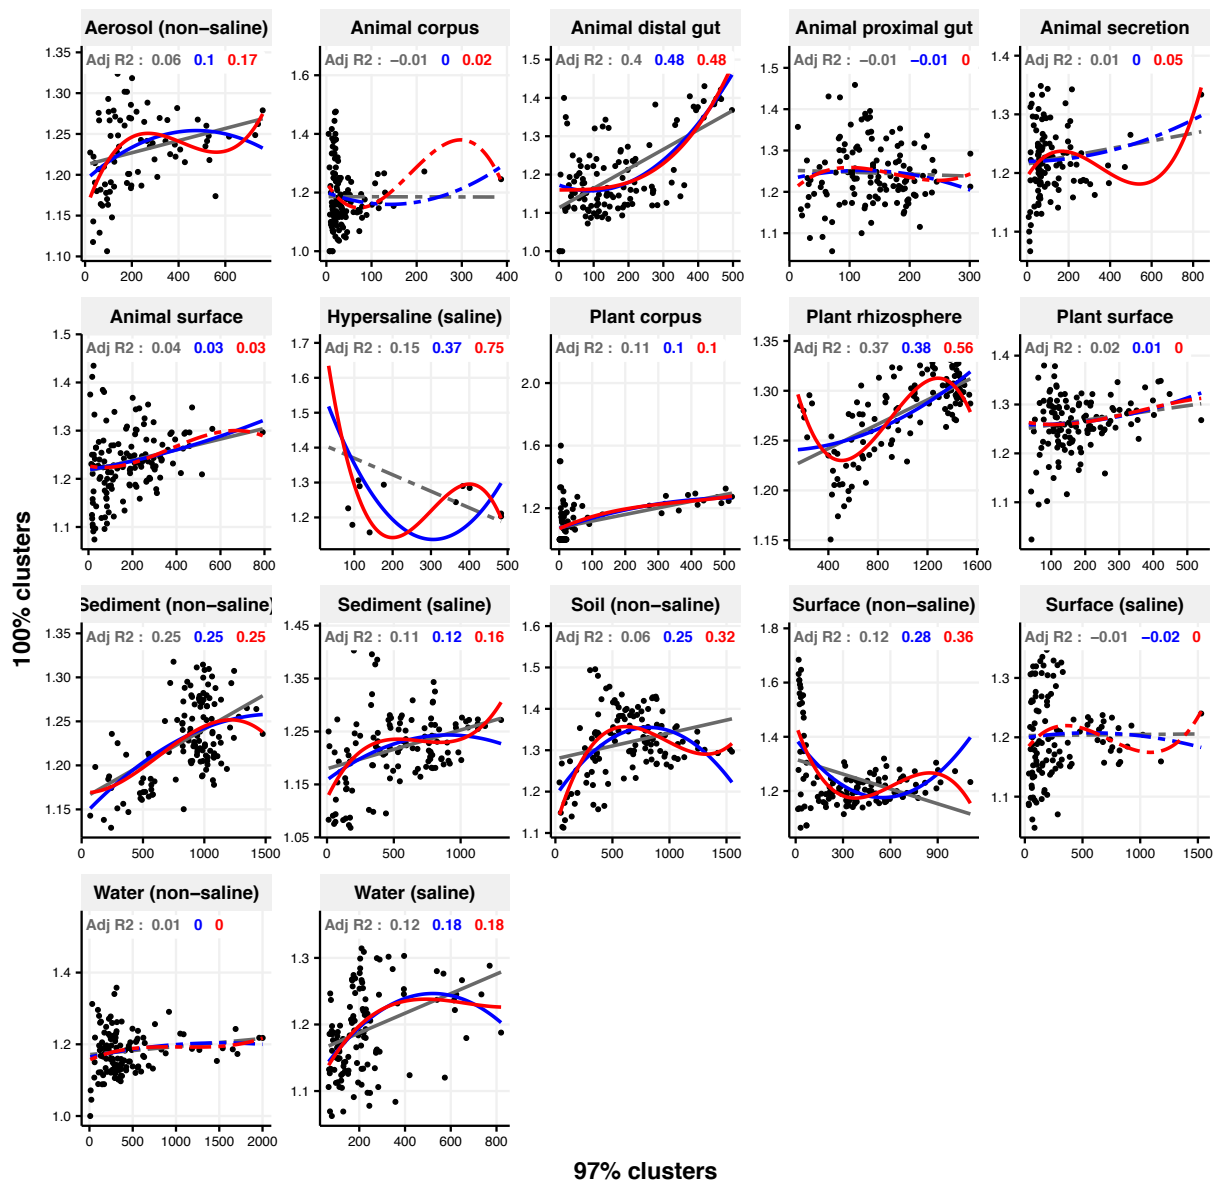 100% clusters
Aerosol (non−saline)
Adj R2 : 0.06 0.1 0.17
1.35
1.30
1.25
1.20
1.15
1.10
0 200 400 600
Animal corpus
Adj R2 : −0.01 0 0.02
1.6
1.4
1.2
1.0
0 100 200 300 400
Animal distal gut
Adj R2 : 0.4 0.48 0.48
1.5
1.4
1.3
1.2
1.1
1.0
0 100 200 300 400 500
Animal proximal gut
Adj R2 : −0.01 −0.01 0
1.5
1.4
1.3
1.2
1.1
0 100 200 300
Animal secretion
Adj R2 : 0.01 0 0.05
1.4
1.3
1.2
1.1
0 200 400 600 800
Animal surface
Adj R2 : 0.04 0.03 0.03
1.5
1.4
1.3
1.2
1.1
0 200 400 600 800
Hypersaline (saline)
Adj R2 : 0.15 0.37 0.75
1.7
1.6
1.5
1.4
1.3
1.2
100 200 300 400 500
Plant corpus
Adj R2 : 0.11 0.1 0.1
2.0
1.6
1.2
0 100 200 300 400 500
Plant rhizosphere
Adj R2 : 0.37 0.38 0.56
1.35
1.30
1.25
1.20
1.15
400 800 1200 1600
Plant surface
Adj R2 : 0.02 0.01 0
1.4
1.3
1.2
1.1
100 200 300 400 500
Sediment (non−saline)
Adj R2 : 0.25 0.25 0.25
1.35
1.30
1.25
1.20
1.15
0 500 1000 1500
Sediment (saline)
Adj R2 : 0.11 0.12 0.16
1.45
1.35
1.25
1.15
1.05
0 500 1000
Soil (non−saline)
Adj R2 : 0.06 0.25 0.32
1.6
1.5
1.4
1.3
1.2
1.1
0 500 1000 1500
Surface (non−saline)
Adj R2 : 0.12 0.28 0.36
1.8
1.6
1.4
1.2
0 300 600 900
Surface (saline)
Adj R2 : −0.01 −0.02 0
1.4
1.3
1.2
1.1
0 500 1000 1500
Water (non−saline)
Adj R2 : 0.01 0 0
1.4
1.2
1.0
0 500 1000 1500 2000
Water (saline)
Adj R2 : 0.12 0.18 0.18
1.3
1.2
1.1
200 400 600 800
97% clusters